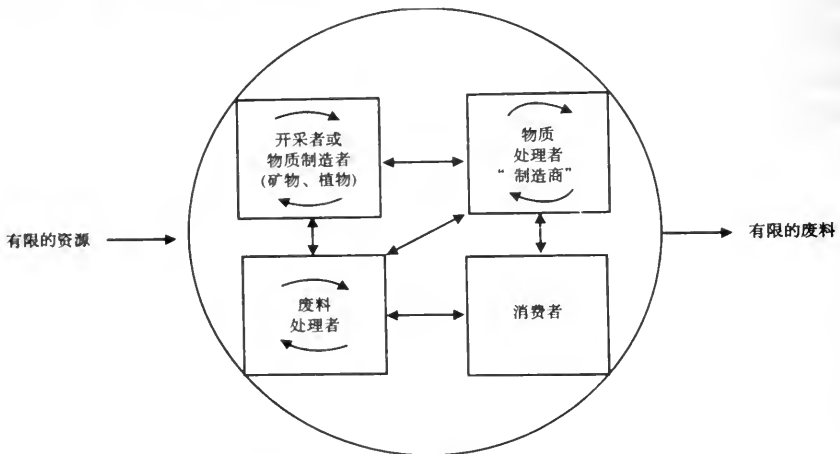 开采者或
物质制造者
(矿物、植物)
物质
处理者
“制造商”
有限的资源
有限的废料
废料
处理者
消费者